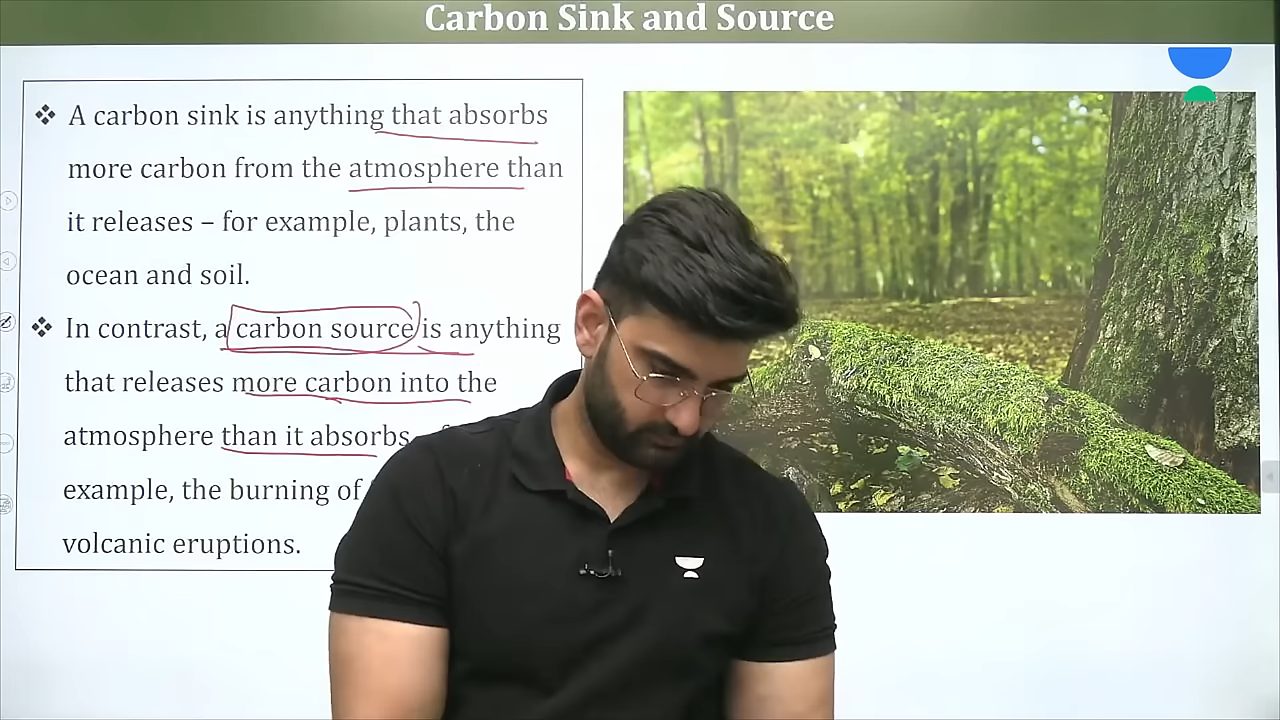 Carbon Sink and Source
❖ A carbon sink is anything that absorbs
more carbon from the atmosphere than
it releases – for example, plants, the
ocean and soil.
❖ In contrast, a carbon source is anything
that releases more carbon into the
atmosphere than it absorbs
example, the burning of
volcanic eruptions.